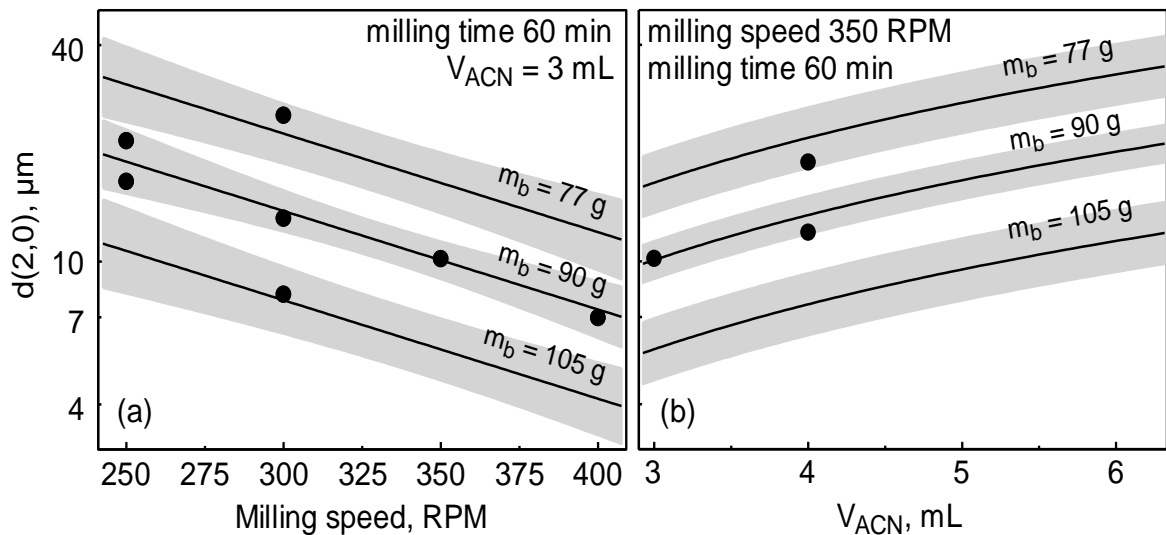 milling time 60 min
V_ACN = 3 mL
m_b = 77 g
m_b = 90 g
m_b = 105 g
(a)
40
10
7
4
d(2,0), µm
250 275 300 325 350 375 400
Milling speed, RPM
milling speed 350 RPM
milling time 60 min
m_b = 77 g
m_b = 90 g
m_b = 105 g
(b)
3 4 5 6
V_ACN, mL